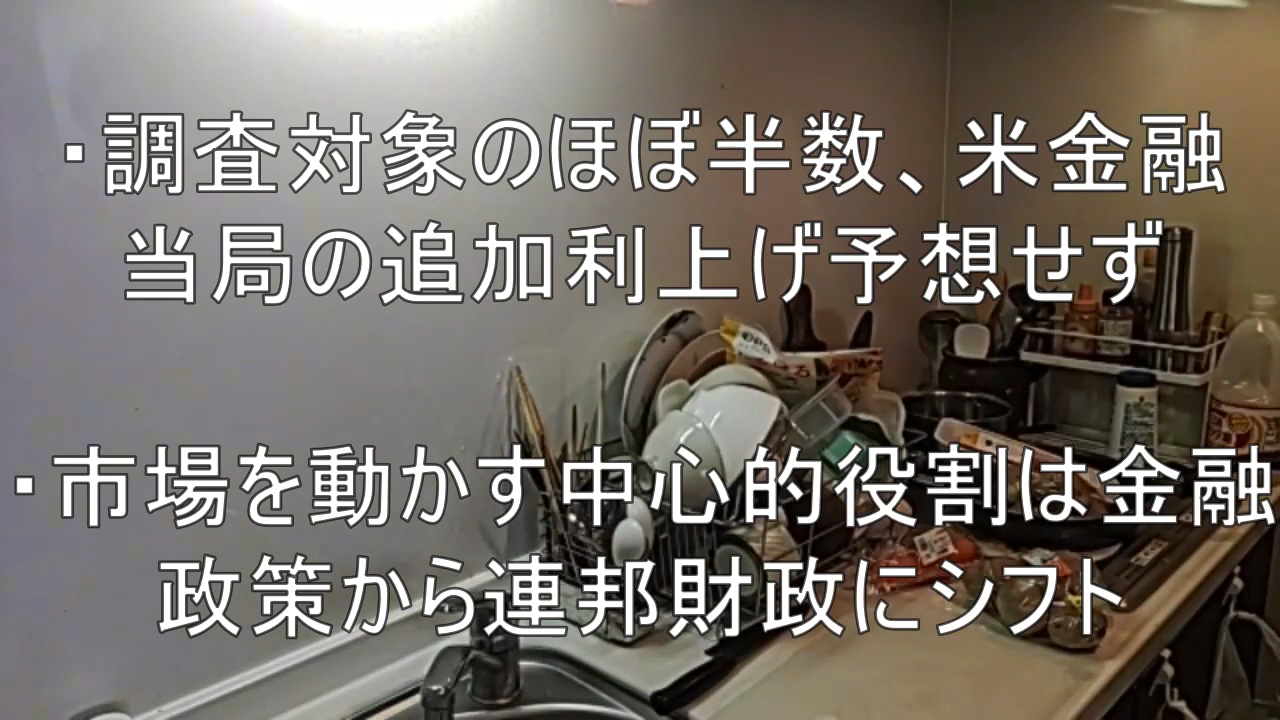 ・調査対象のほぼ半数、米金融
当局の追加利上げ予想せず
・市場を動かす中心的役割は金融
政策から連邦財政にシフト